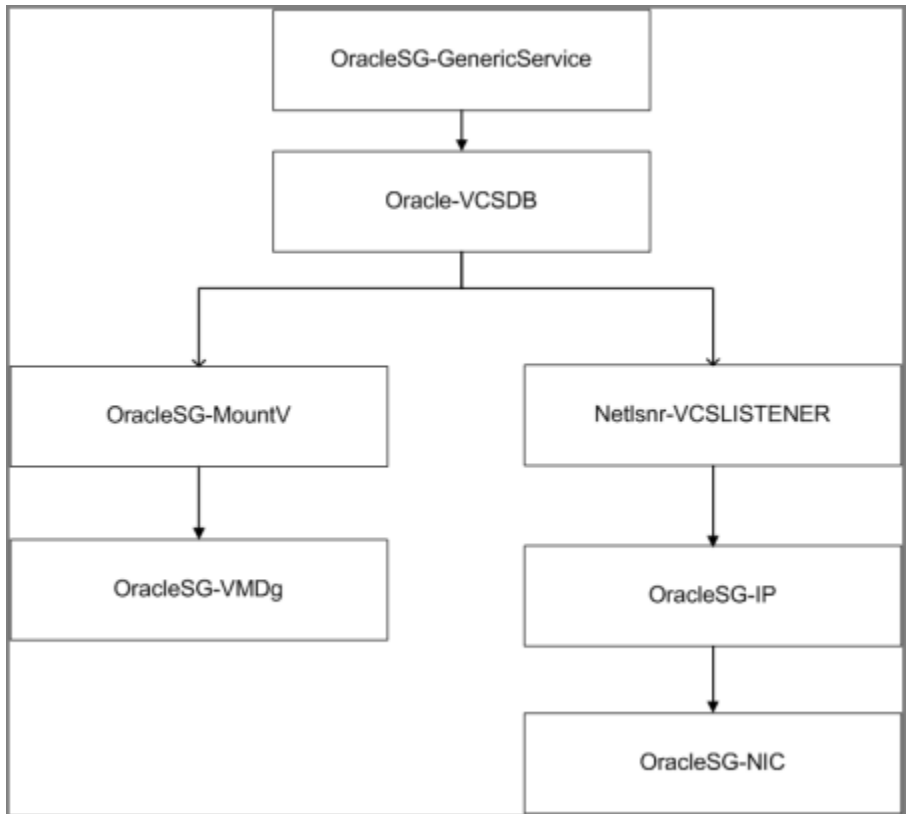 OracleSG-GenericService
Oracle-VCSDB
OracleSG-MountV
Netlsnr-VCSLISTENER
OracleSG-VMDg
OracleSG-IP
OracleSG-NIC